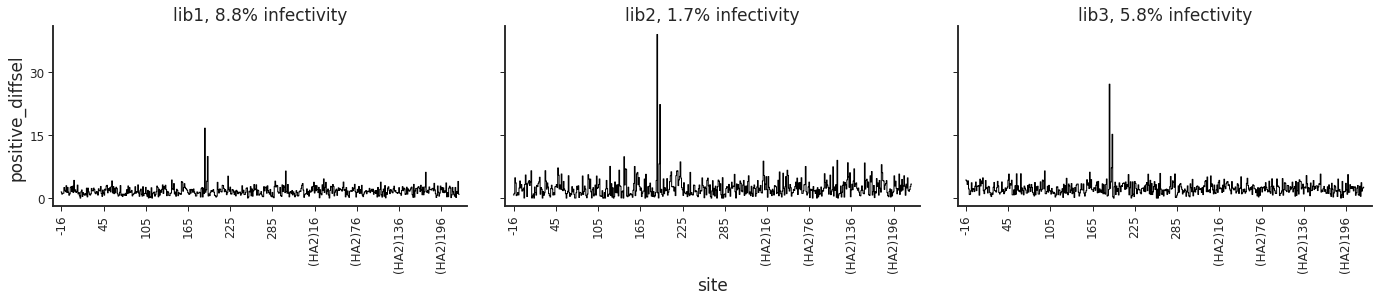 lib1, 8.8% infectivity
lib2, 1.7% infectivity
lib3, 5.8% infectivity
positive_diffsel
30
15
0
-16 45 105 165 225 285 (HA2)16 (HA2)76 (HA2)136 (HA2)196
-16 45 105 165 225 285 (HA2)16 (HA2)76 (HA2)136 (HA2)196
-16 45 105 165 225 285 (HA2)16 (HA2)76 (HA2)136 (HA2)196
site